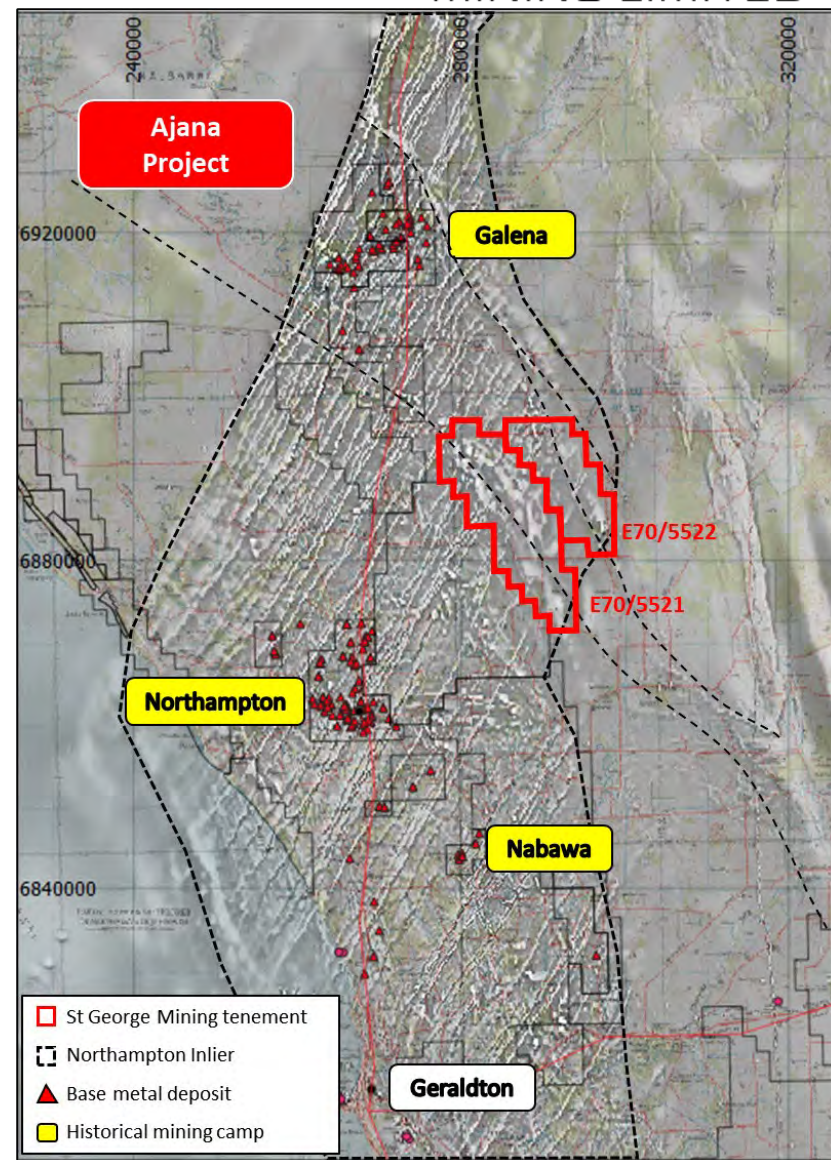 240000
280000
320000
Ajana
Project
6920000
Galena
E70/5522
6880000
E70/5521
Northampton
Nabawa
6840000
St George Mining tenement
Northampton Inlier
Base metal deposit
Historical mining camp
Geraldton